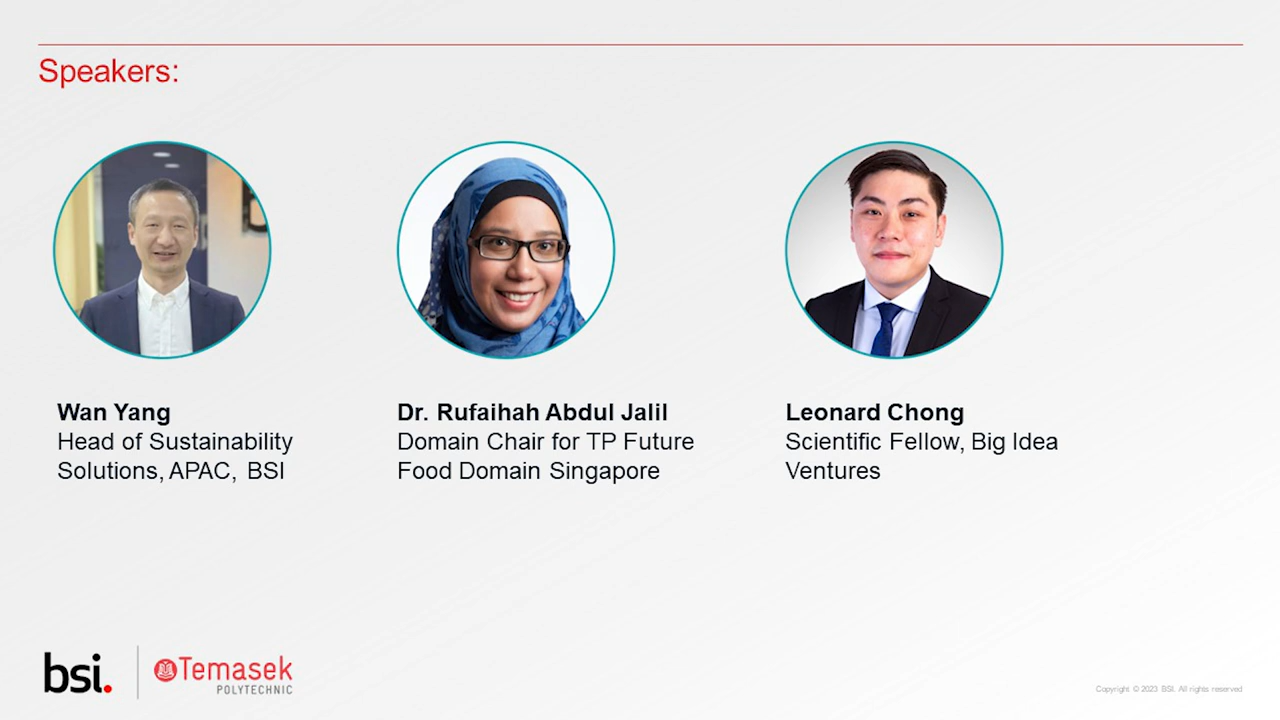 Speakers:
Wan Yang
Head of Sustainability
Solutions, APAC, BSI
Dr. Rufaihah Abdul Jalil
Domain Chair for TP Future
Food Domain Singapore
Leonard Chong
Scientific Fellow, Big Idea
Ventures
bsi.
Temasek
POLYTECHNIC
Copyright © 2023 BSI. All rights reserved